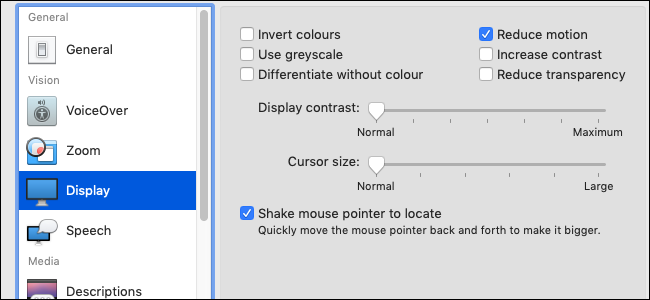 General
General
Vision
VoiceOver
Zoom
Display
Speech
Media
Descriptions
Invert colours
Reduce motion
Use greyscale
Increase contrast
Differentiate without colour
Reduce transparency
Display contrast:
Normal
Maximum
Cursor size:
Normal
Large
Shake mouse pointer to locate
Quickly move the mouse pointer back and forth to make it bigger.